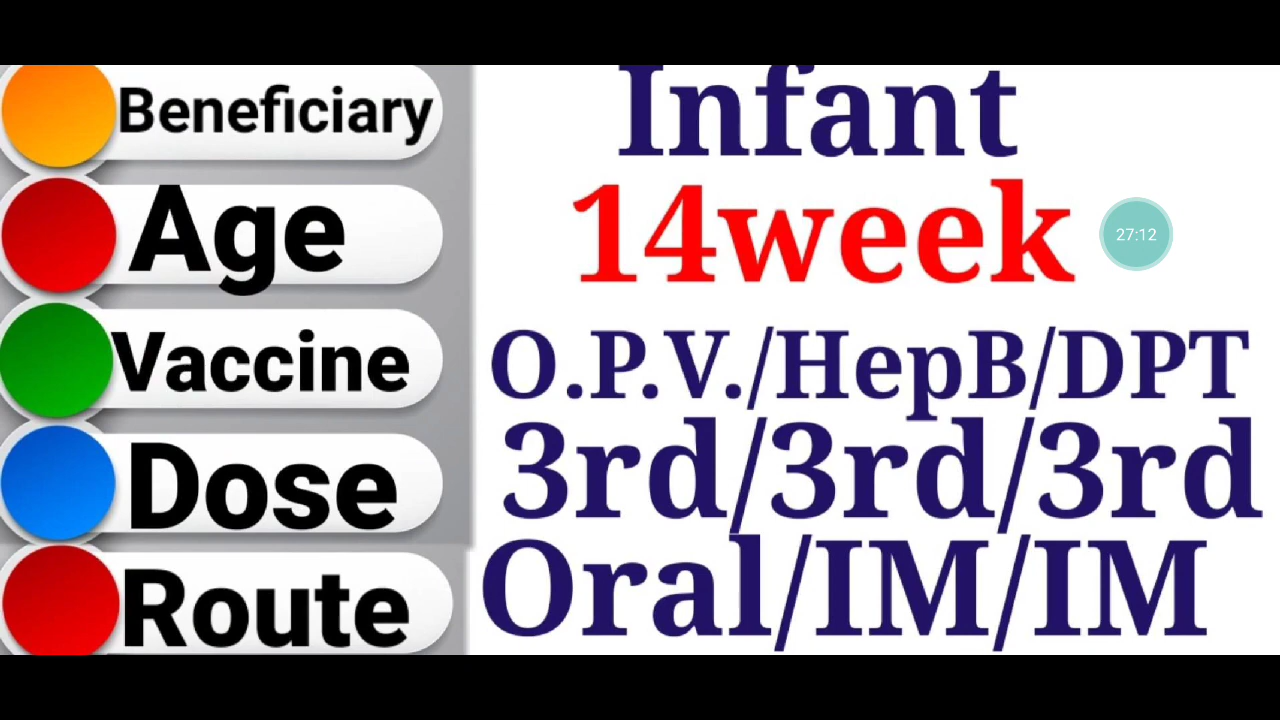 Beneficiary Infant
Age 14week 27:12
Vaccine O.P.V./HepB/DPT
Dose 3rd/3rd/3rd
Route Oral/IM/IM